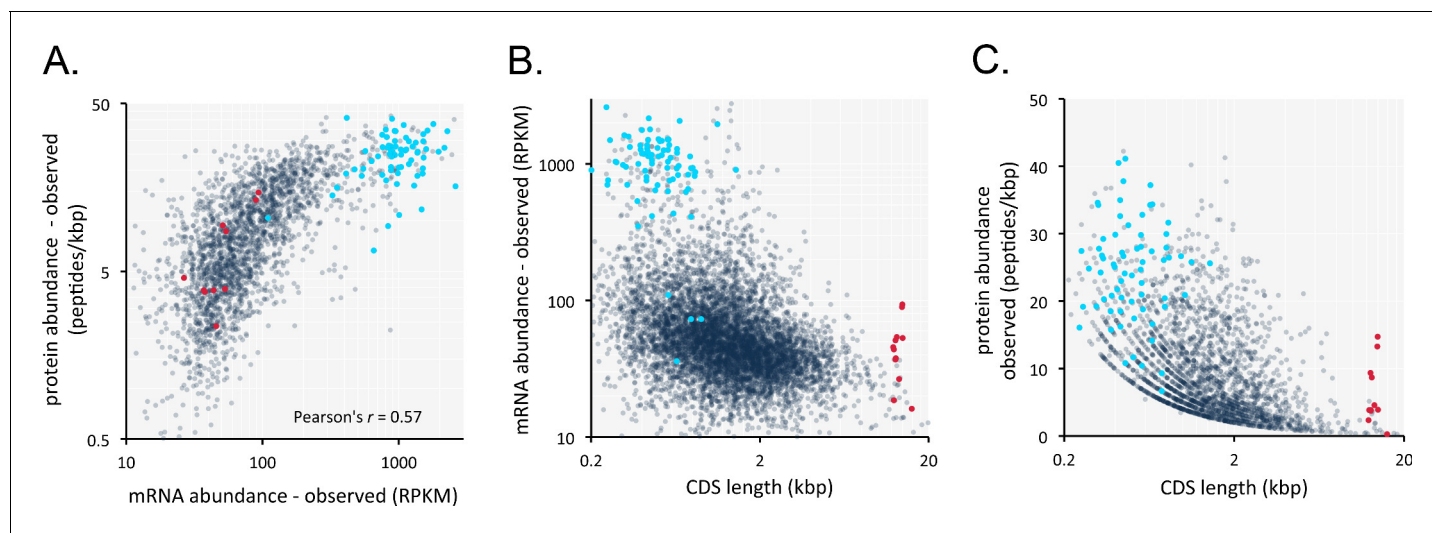 A.
protein abundance - observed
(peptides/kbp)
50
5
0.5
Pearson's r = 0.57
10
100
1000
mRNA abundance - observed (RPKM)
B.
mRNA abundance - observed (RPKM)
1000
100
10
0.2
2
20
CDS length (kbp)
C.
protein abundance
observed (peptides/kbp)
50
40
30
20
10
0
0.2
2
20
CDS length (kbp)